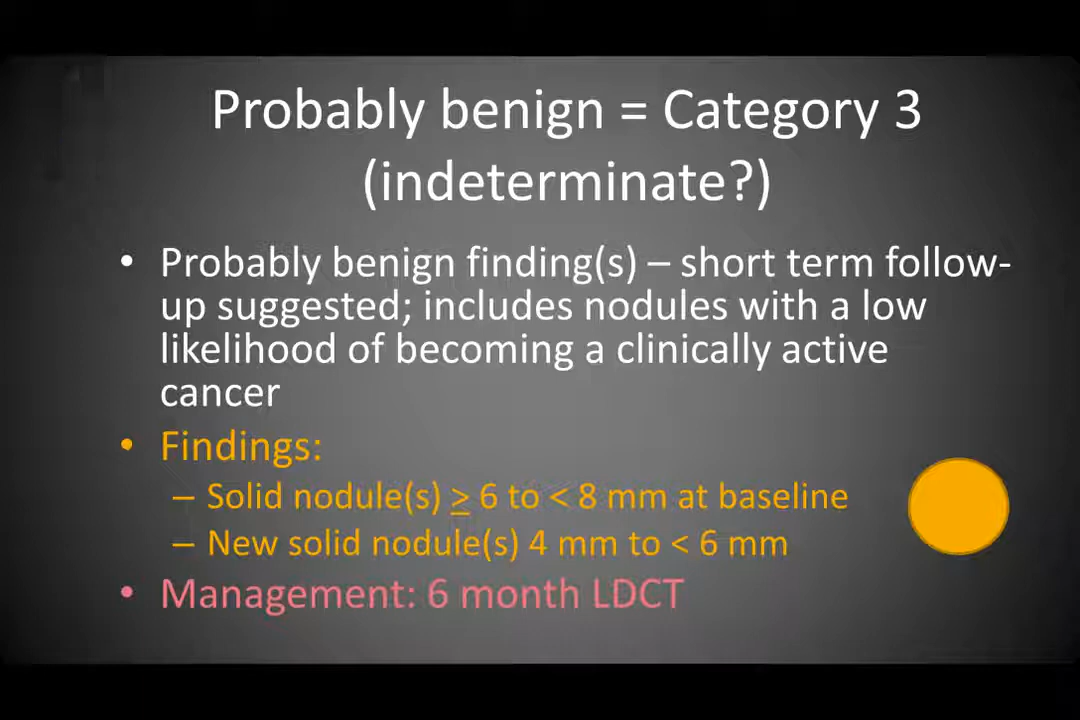 Probably benign = Category 3
(indeterminate?)
• Probably benign finding(s) – short term follow-
up suggested; includes nodules with a low
likelihood of becoming a clinically active
cancer
• Findings:
– Solid nodule(s) ≥ 6 to < 8 mm at baseline
– New solid nodule(s) 4 mm to < 6 mm
• Management: 6 month LDCT